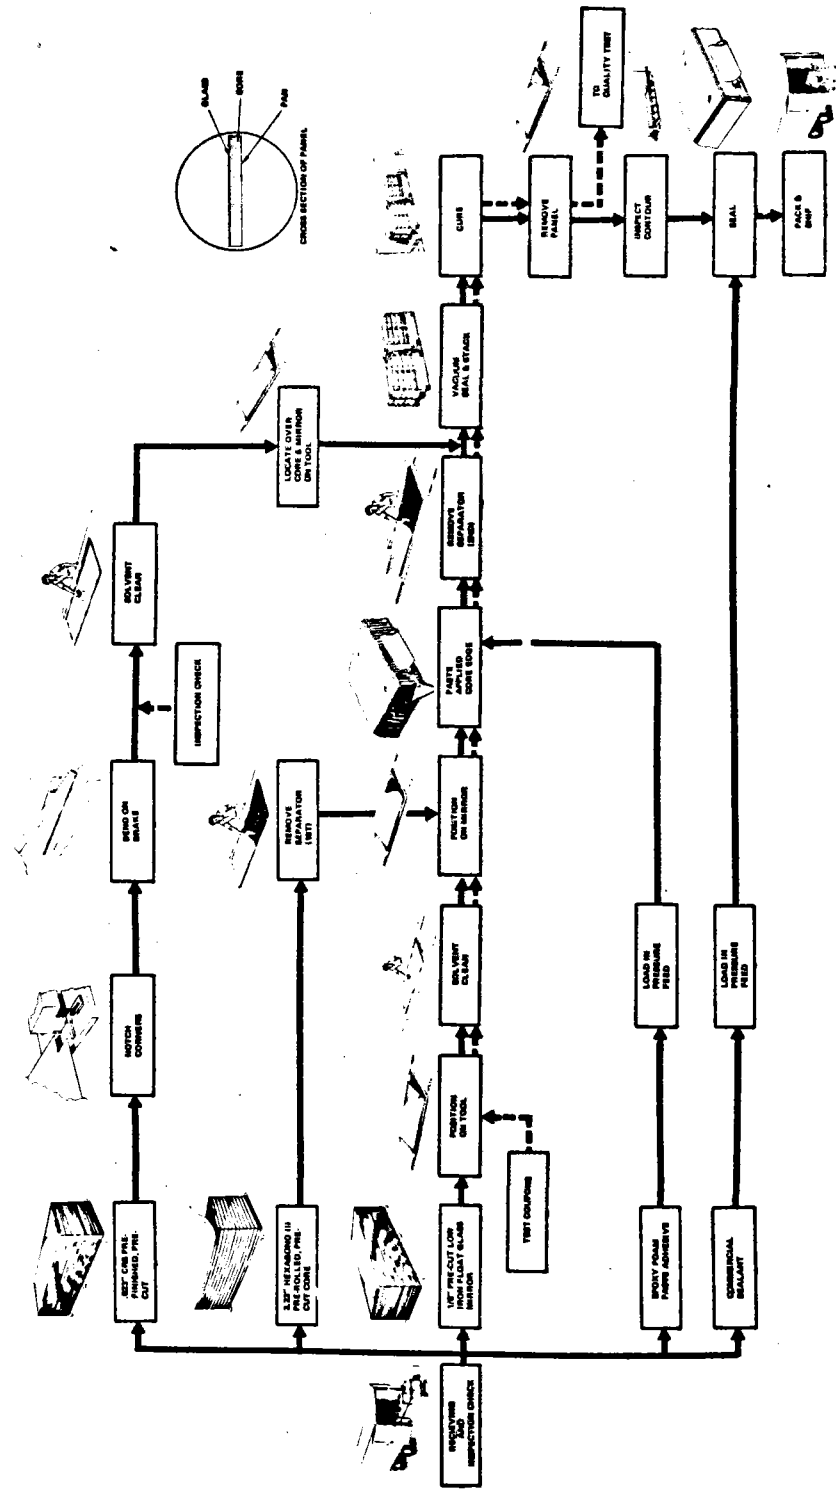 GLASS
CORE
PAN
CROSS SECTION OF PANEL
RECIEVING
AND
INSPECTION CHECK
.022" CRS PRE-
FINISHED, PRE-
CUT
NOTCH
CORNERS
BEND ON
BRAKE
INSPECTION CHECK
SOLVENT
CLEAN
LOCATE OVER
CORE & MIRROR
ON TOOL
HEXABOND (1)
PRE-ROLLED, PRE-
CUT CORE
REMOVE
SEPARATOR
(1ST)
1/8" PRE-CUT LOW
IRON FLOAT GLASS
MIRROR
POSITION
ON TOOL
TEST COUPONS
SOLVENT
CLEAN
POSITION
ON MIRROR
PASTE
APPLIED
CORE EDGE
REMOVE
SEPARATOR
(2ND)
VACUUM
SEAL & STACK
CURE
REMOVE
PANEL
TO
QUALITY TEST
INSPECT
CONTOUR
SEAL
PACK &
SHIP
EPOXY FOAM
PASTE ADHESIVE
LOAD IN
PRESSURE
FEED
COMMERCIAL
SEALANT
LOAD IN
PRESSURE
FEED